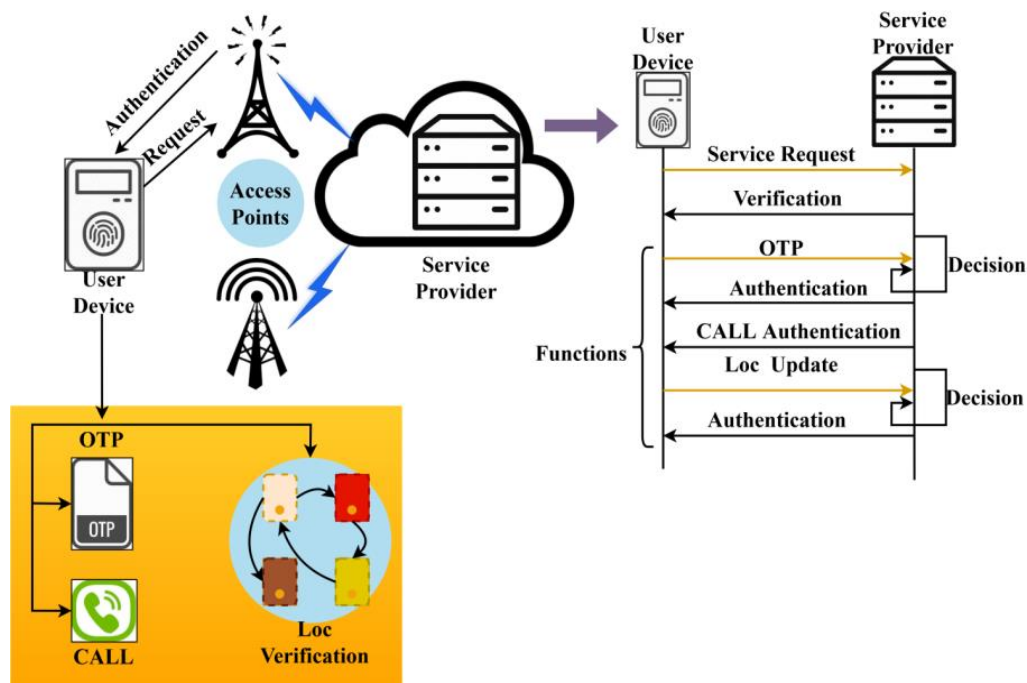 Authentication
Request
Access
Points
User
Device
Service
Provider
OTP
OTP
CALL
Loc
Verification
User
Device
Service
Provider
Service Request
Verification
OTP
Decision
Authentication
CALL Authentication
Functions
Loc Update
Decision
Authentication